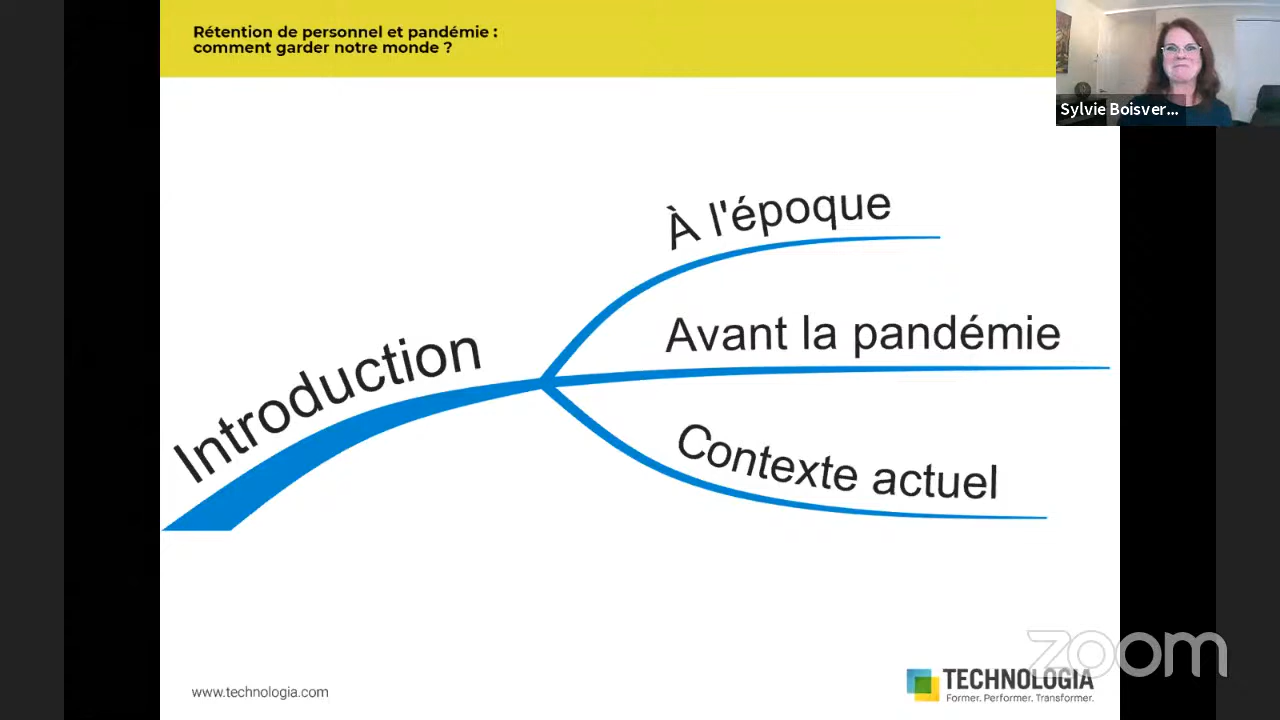 Rétention de personnel et pandémie :
comment garder notre monde ?
Sylvie Boisver...
À l'époque
Avant la pandémie
Introduction
Contexte actuel
zoom
www.technologia.com
TECHNOLOGIA
Former. Performer. Transformer.